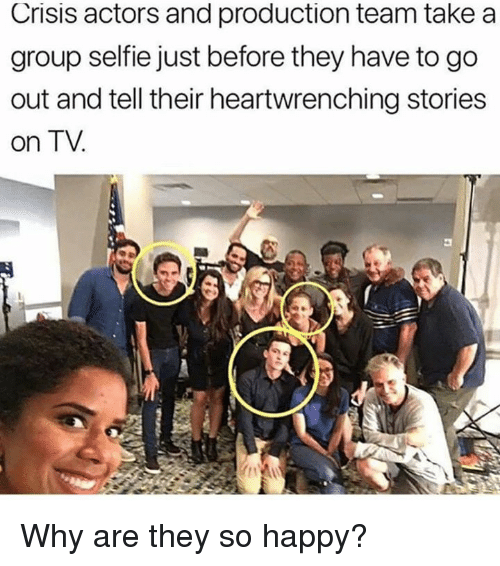 Crisis actors and production team take a
group selfie just before they have to go
out and tell their heartwrenching stories
on TV.
Why are they so happy?